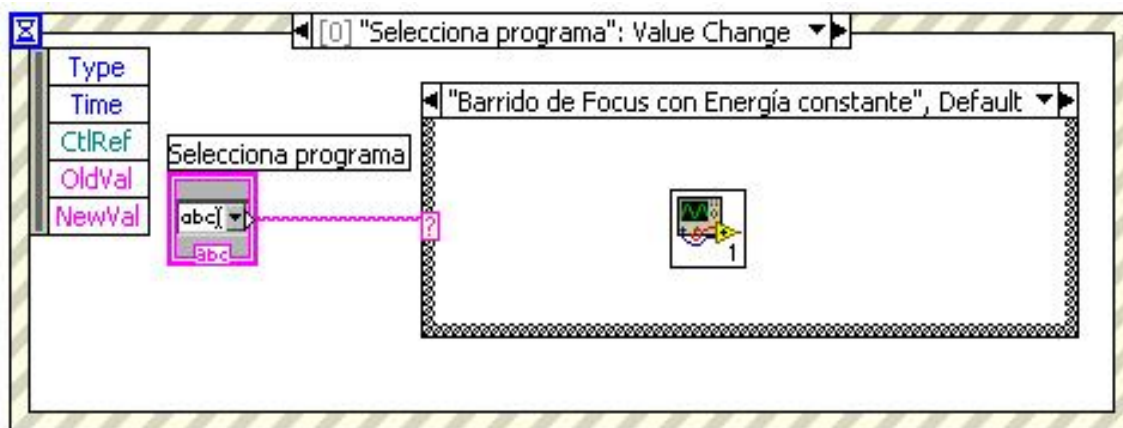 [0] "Selecciona programa": Value Change
Type
Time
CtlRef
OldVal
NewVal
Selecciona programa
abc
abc
"Barrido de Focus con Energía constante", Default
?
1